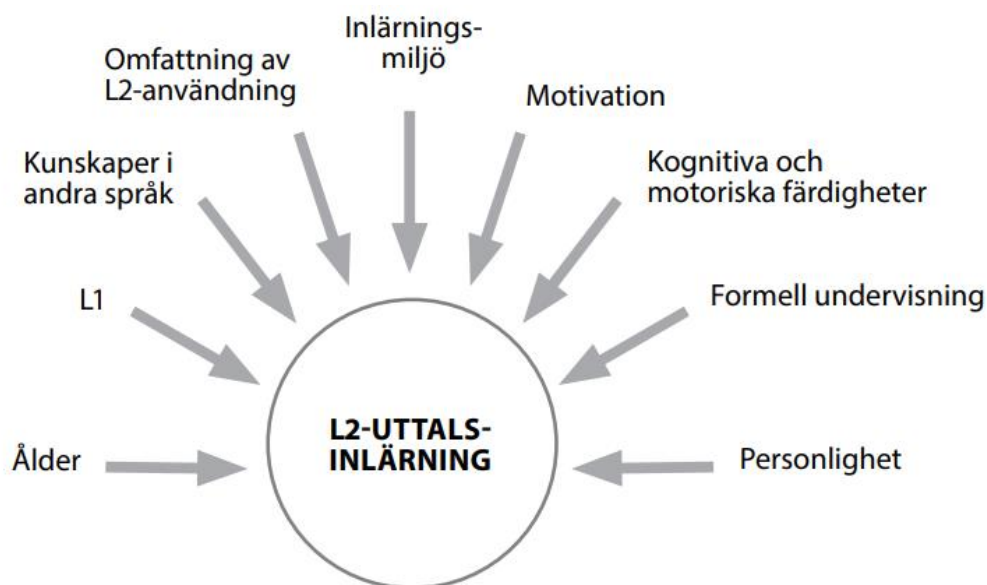 Inlärnings-
miljö
Omfattning av
L2-användning
Motivation
Kunskaper i
andra språk
Kognitiva och
motoriska färdigheter
L1
Formell undervisning
L2-UTTALS-
INLÄRNING
Ålder
Personlighet